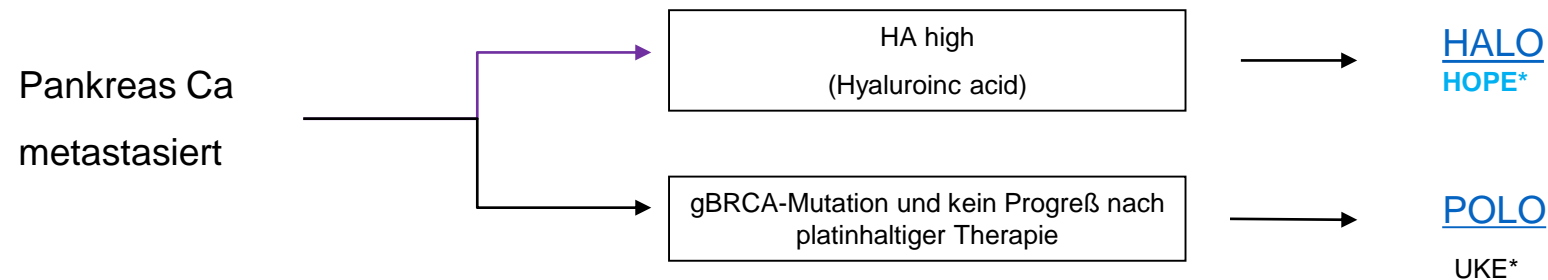 Pankreas Ca
metastasiert
HA high
(Hyaluroinc acid)
HALO
HOPE*
gBRCA-Mutation und kein Progreß nach
platinhaltiger Therapie
POLO
UKE*